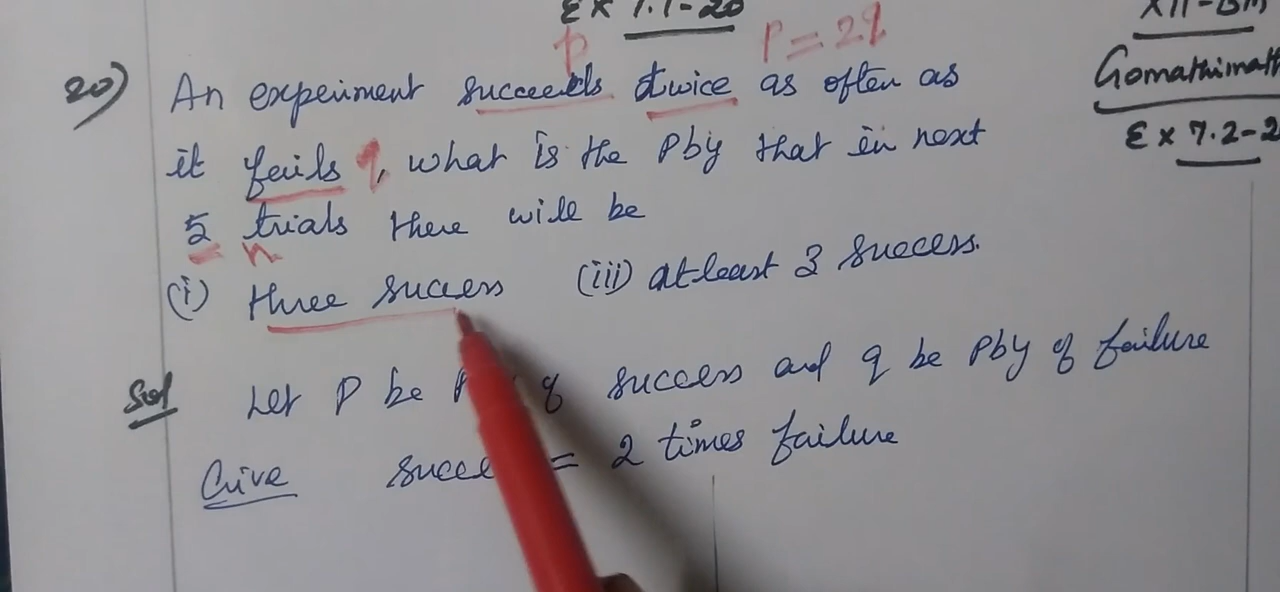 Ex 7.1-20
XII-BM
p
P=2q
Gomathimath
20) An experiment succeeds twice as often as
Ex 7.2-2
it fails q, what is the Pby that in next
5 trials there will be
n
(i) three success (iii) atleast 3 success.
Sol Let P be of success and q be Pby of failure
Give = 2 times failure